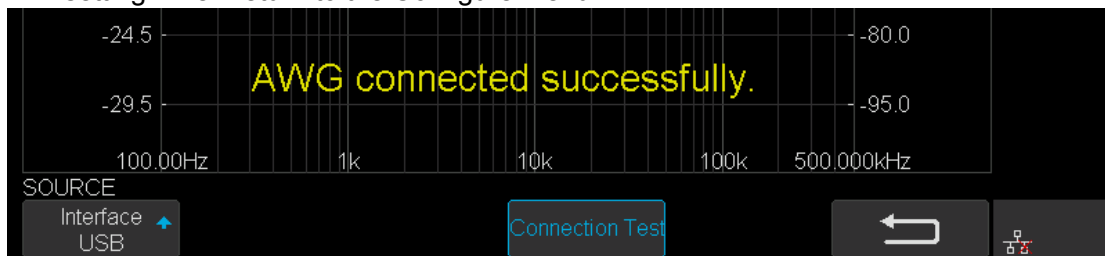 -24.5 -80.0
AWG connected successfully.
-29.5 -95.0
100.00Hz 1k 10k 100k 500.000kHz
SOURCE
Interface
USB
Connection Test